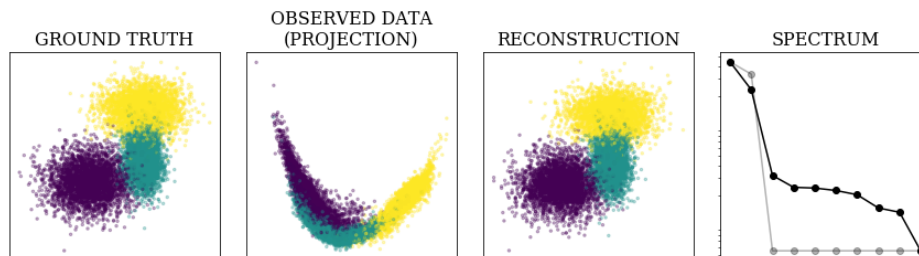 GROUND TRUTH
OBSERVED DATA
(PROJECTION)
RECONSTRUCTION
SPECTRUM